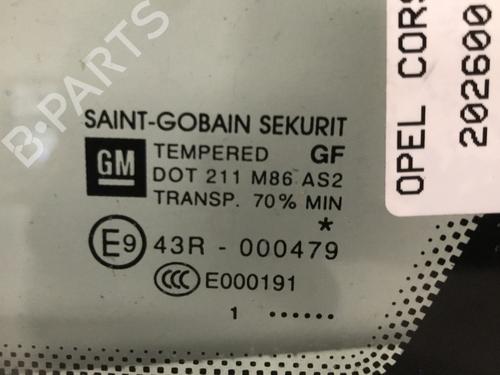 B-PARTS
SAINT-GOBAIN SEKURIT
GM TEMPERED GF
DOT 211 M86 AS2
TRANSP. 70% MIN
*
E9 43R - 000479
CCC E000191
1 ......
OPEL CORS
202600